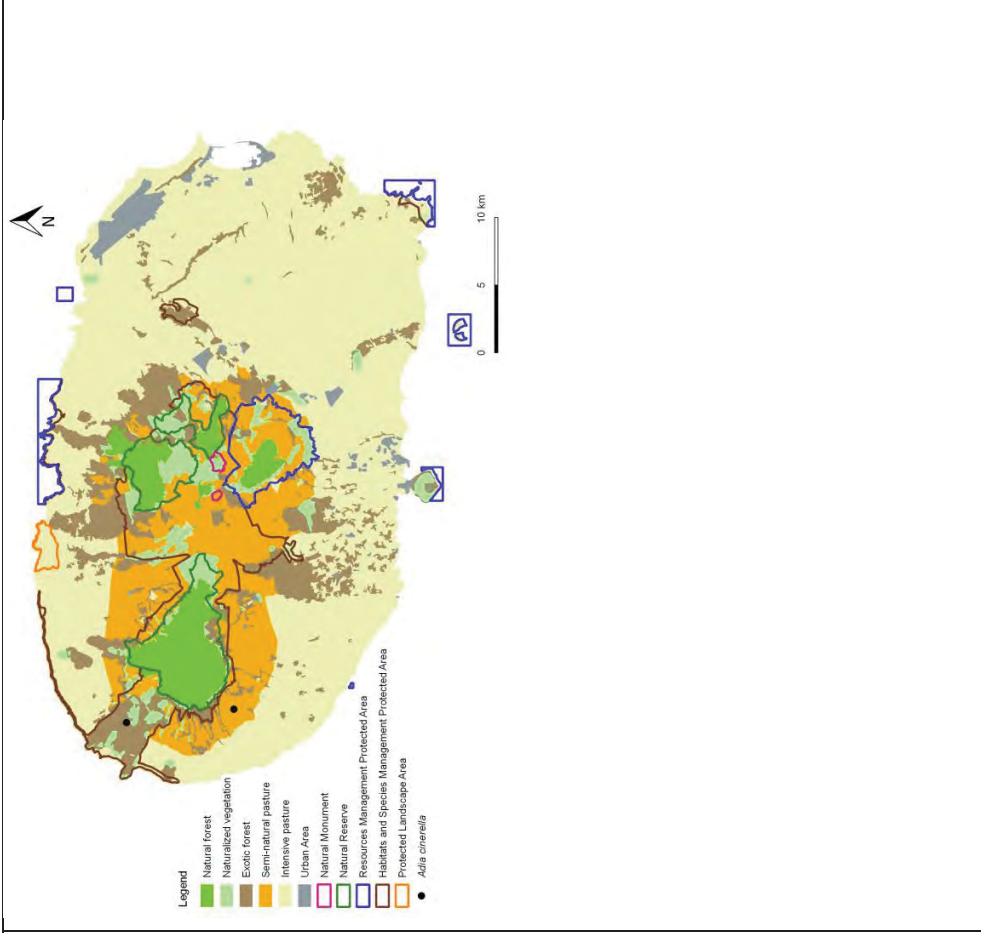 N
Legend
Natural forest
Naturalized vegetation
Exotic forest
Semi-natural pasture
Intensive pasture
Urban Area
Natural Monument
Natural Reserve
Resources Management Protected Area
Habitats and Species Management Protected Area
Protected Landscape Area
Adia cinerella
0 5 10 km